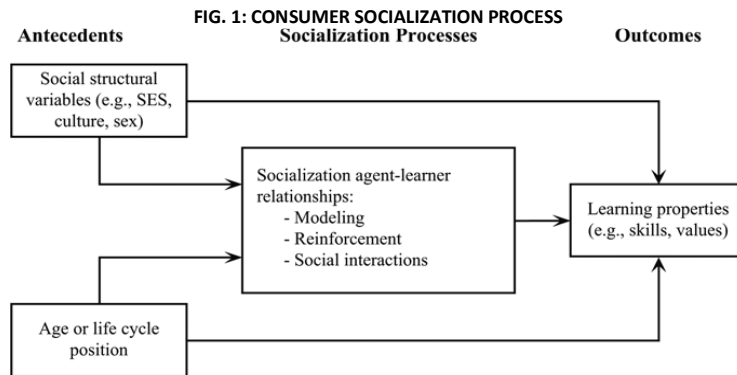 FIG. 1: CONSUMER SOCIALIZATION PROCESS
Antecedents
Socialization Processes
Outcomes
Social structural
variables (e.g., SES,
culture, sex)
Socialization agent-learner
relationships:
- Modeling
- Reinforcement
- Social interactions
Learning properties
(e.g., skills, values)
Age or life cycle
position